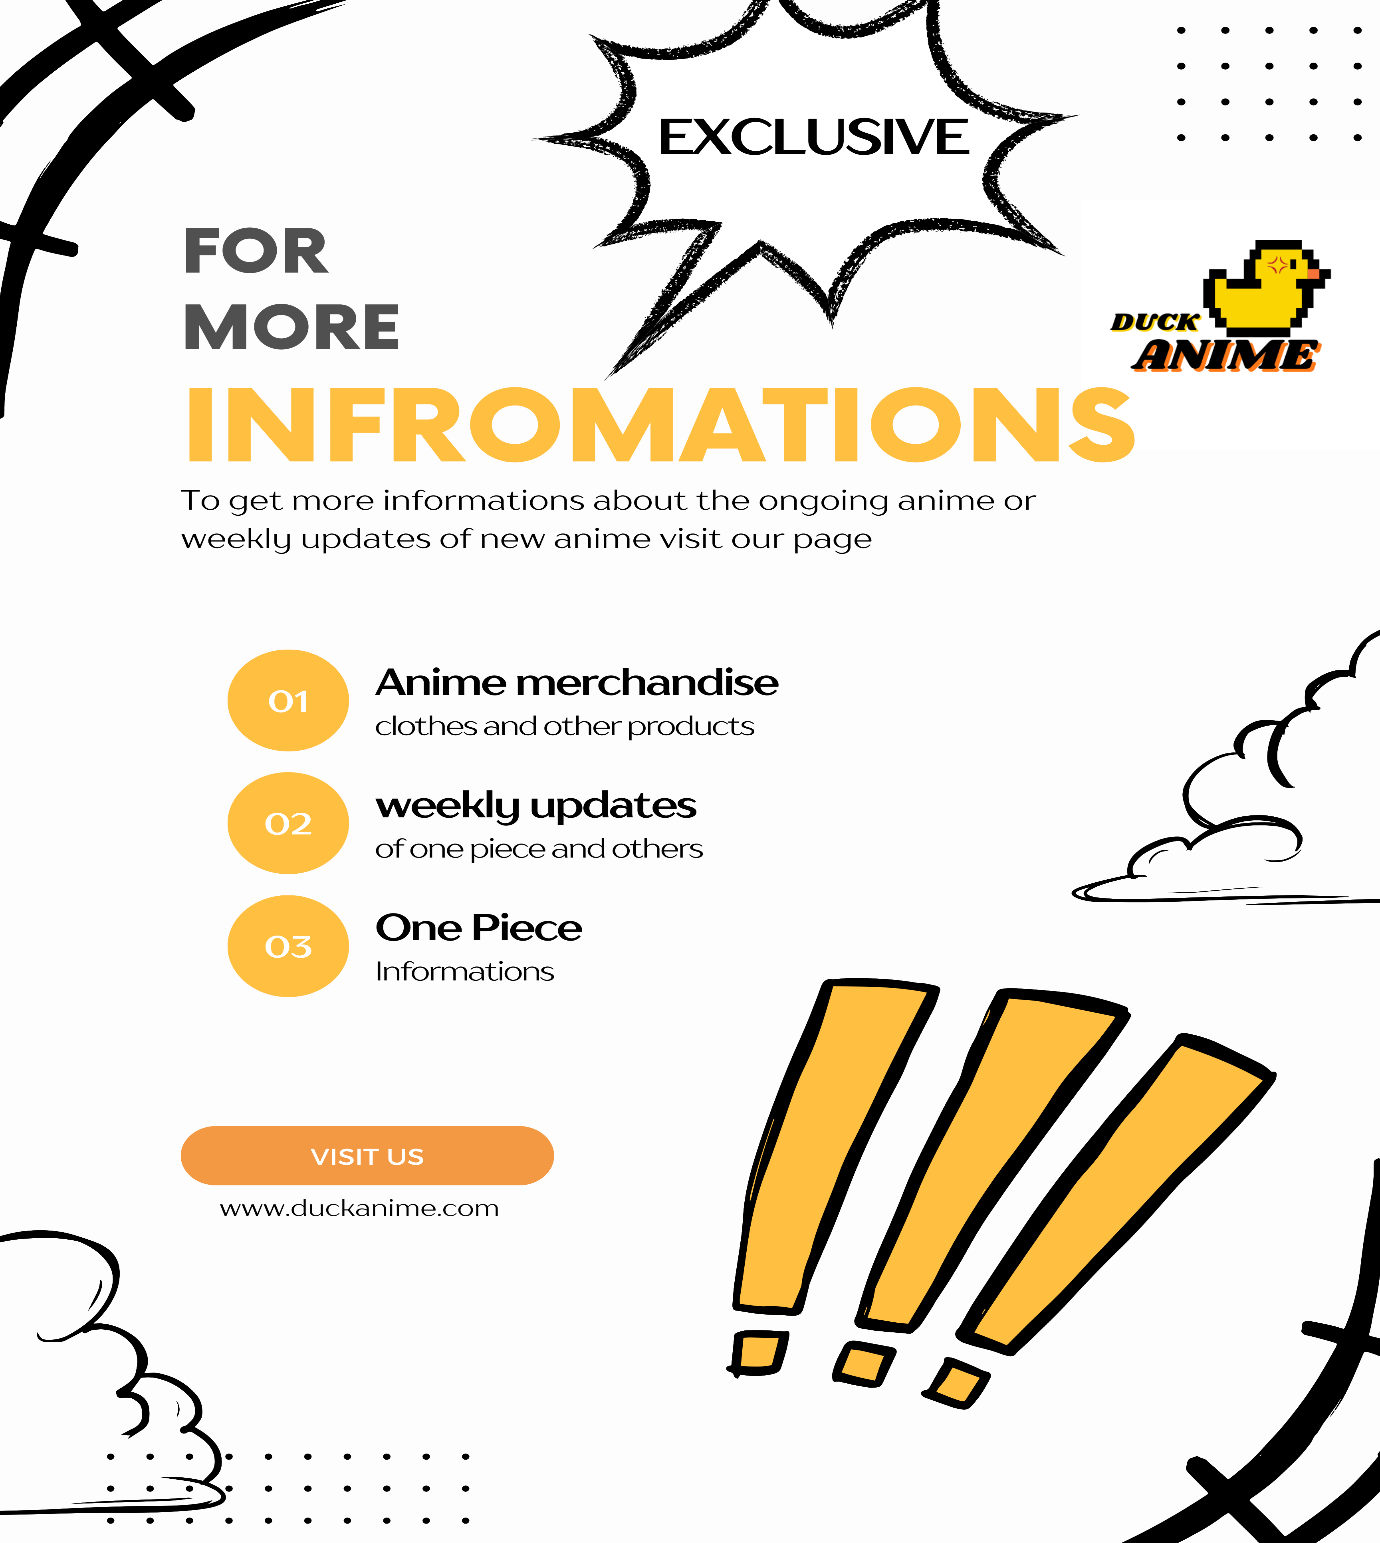 EXCLUSIVE
FOR
MORE
DUCK
ANIME
INFROMATIONS
To get more informations about the ongoing anime or
weekly updates of new anime visit our page
01
Anime merchandise
clothes and other products
02
weekly updates
of one piece and others
03
One Piece
Informations
VISIT US
www.duckanime.com